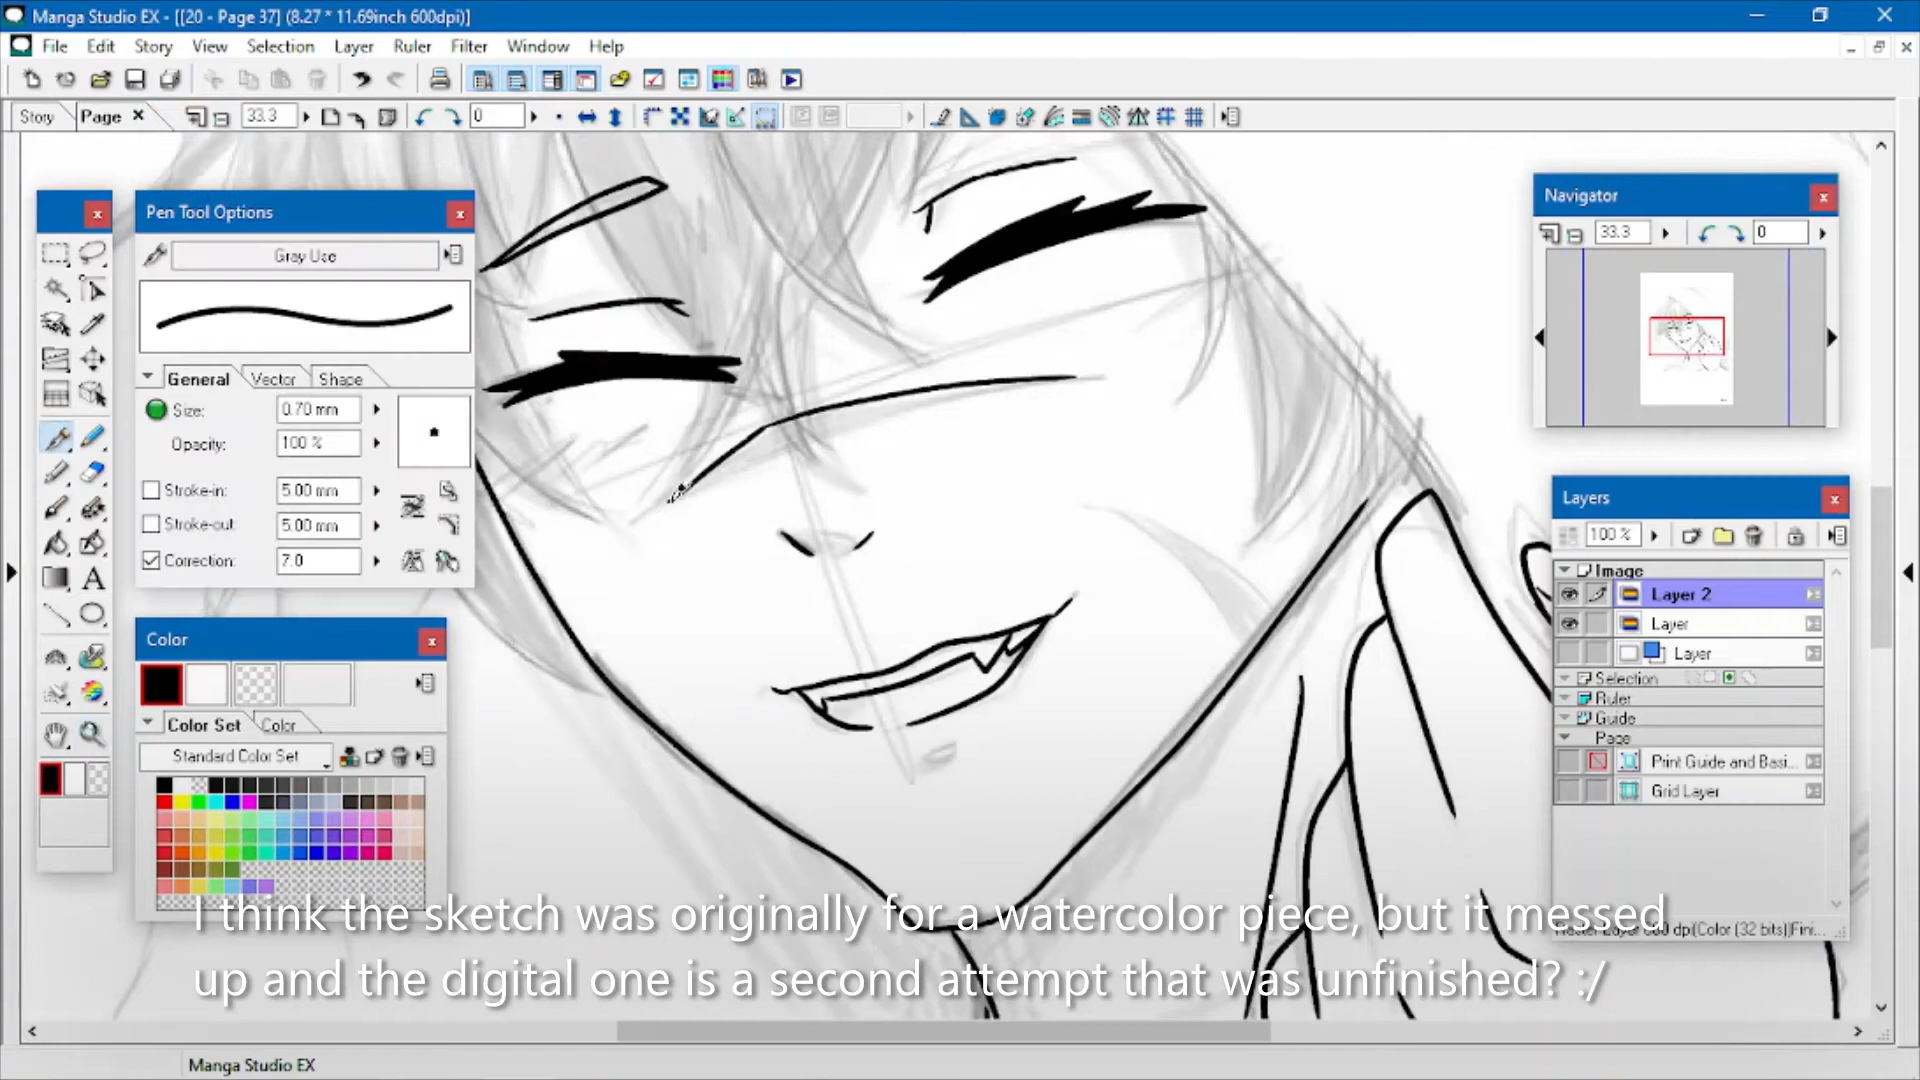 Manga Studio EX - [[20 - Page 37] (8.27 * 11.69inch 600dpi)]
File Edit Story View Selection Layer Ruler Filter Window Help
Story Page 33.3 0
Pen Tool Options
Gray Use
General Vector Shape
Size: 0.70 mm
Opacity: 100 %
Stroke-in: 5.00 mm
Stroke-out: 5.00 mm
Correction: 7.0
Color
Color Set Color
Standard Color Set
Navigator
33.3 0
Layers
100 %
Image
Layer 2
Layer
Layer
Selection
Ruler
Guide
Page
Print Guide and Basi...
Grid Layer
dpi(Color (32 bits))Fini...
I think the sketch was originally for a watercolor piece, but it messed
up and the digital one is a second attempt that was unfinished? :/
Manga Studio EX